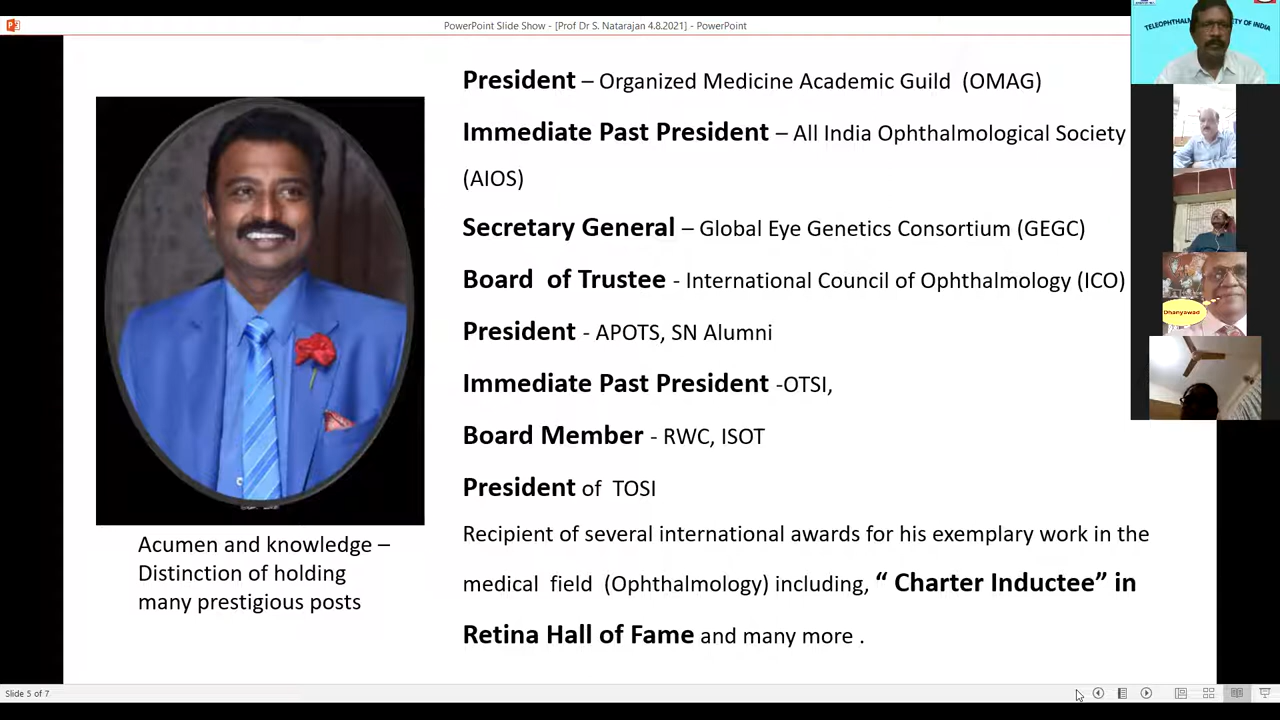 PowerPoint Slide Show - [Prof Dr S. Natarajan 4.8.2021] - PowerPoint
President – Organized Medicine Academic Guild (OMAG)
Immediate Past President – All India Ophthalmological Society
(AIOS)
Secretary General – Global Eye Genetics Consortium (GEGC)
Board of Trustee - International Council of Ophthalmology (ICO)
President - APOTS, SN Alumni
Immediate Past President -OTSI,
Board Member - RWC, ISOT
President of TOSI
Recipient of several international awards for his exemplary work in the
medical field (Ophthalmology) including, “ Charter Inductee” in
Retina Hall of Fame and many more .
Acumen and knowledge –
Distinction of holding
many prestigious posts
OF INDIA
Dhanyawad
Slide 5 of 7